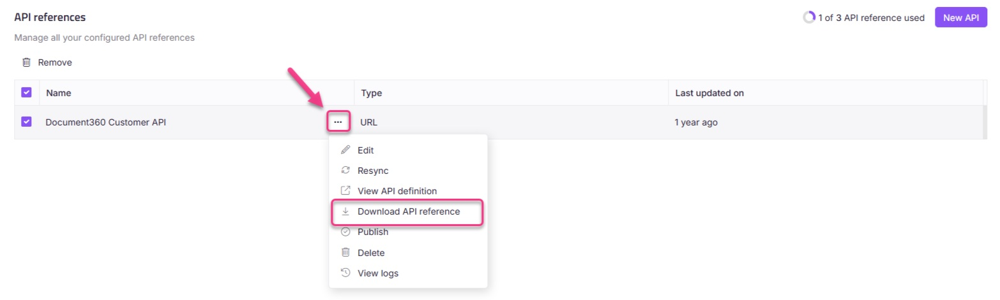 API references
1 of 3 API reference used
New API
Manage all your configured API references
Remove
Name Type Last updated on
Document360 Customer API ... URL 1 year ago
Edit
Resync
View API definition
Download API reference
Publish
Delete
View logs